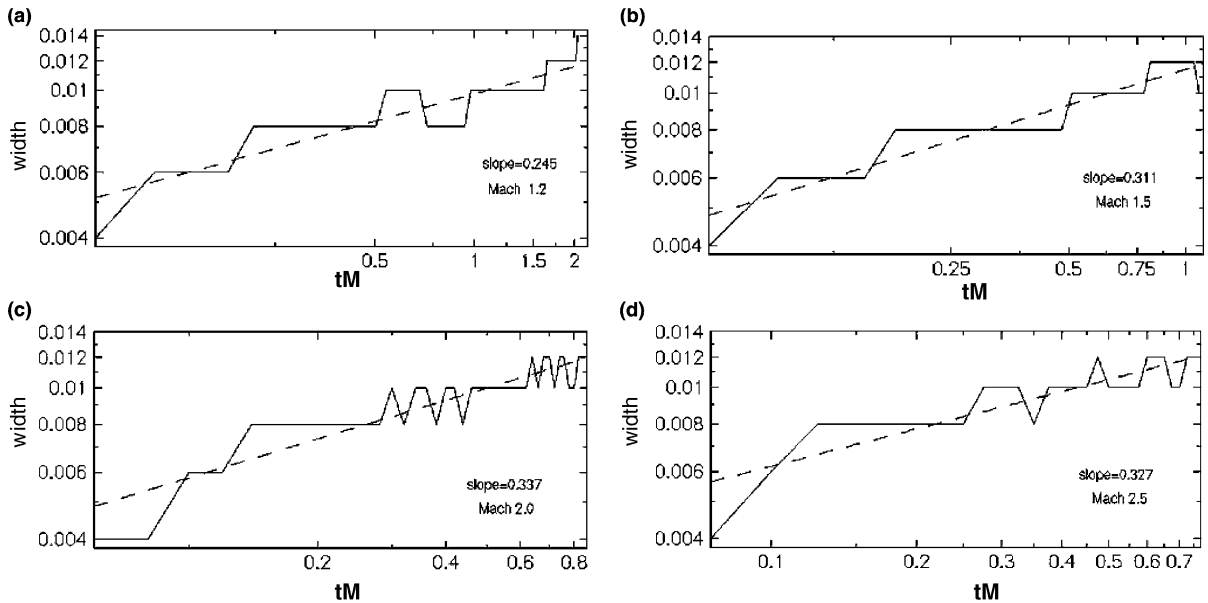 (a)
0.014
0.012
0.01
0.008
0.006
0.004
width
slope=0.245
Mach 1.2
0.5
1
1.5
2
tM
(b)
0.014
0.012
0.01
0.008
0.006
0.004
width
slope=0.311
Mach 1.5
0.25
0.5
0.75
1
tM
(c)
0.014
0.012
0.01
0.008
0.006
0.004
width
slope=0.337
Mach 2.0
0.2
0.4
0.6
0.8
tM
(d)
0.014
0.012
0.01
0.008
0.006
0.004
width
slope=0.327
Mach 2.5
0.1
0.2
0.3
0.4
0.5
0.6
0.7
tM